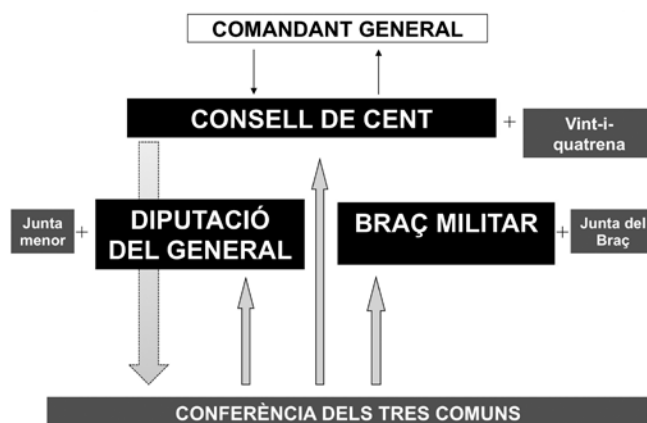 COMANDANT GENERAL
CONSELL DE CENT
+
Vint-i-
quatrena
Junta
menor
+
DIPUTACIÓ
DEL GENERAL
BRAÇ MILITAR
+
Junta del
Braç
CONFERÈNCIA DELS TRES COMUNS